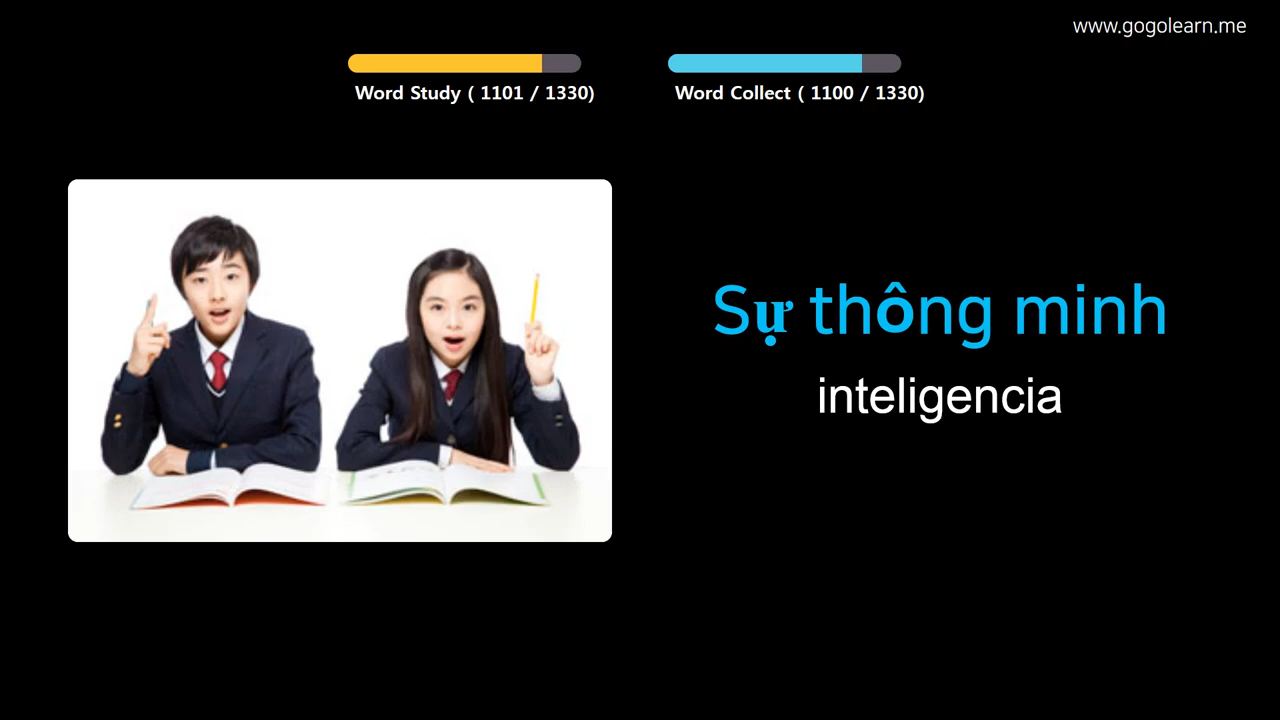 www.gogolearn.me
Word Study ( 1101 / 1330)
Word Collect ( 1100 / 1330)
Sự thông minh
inteligencia